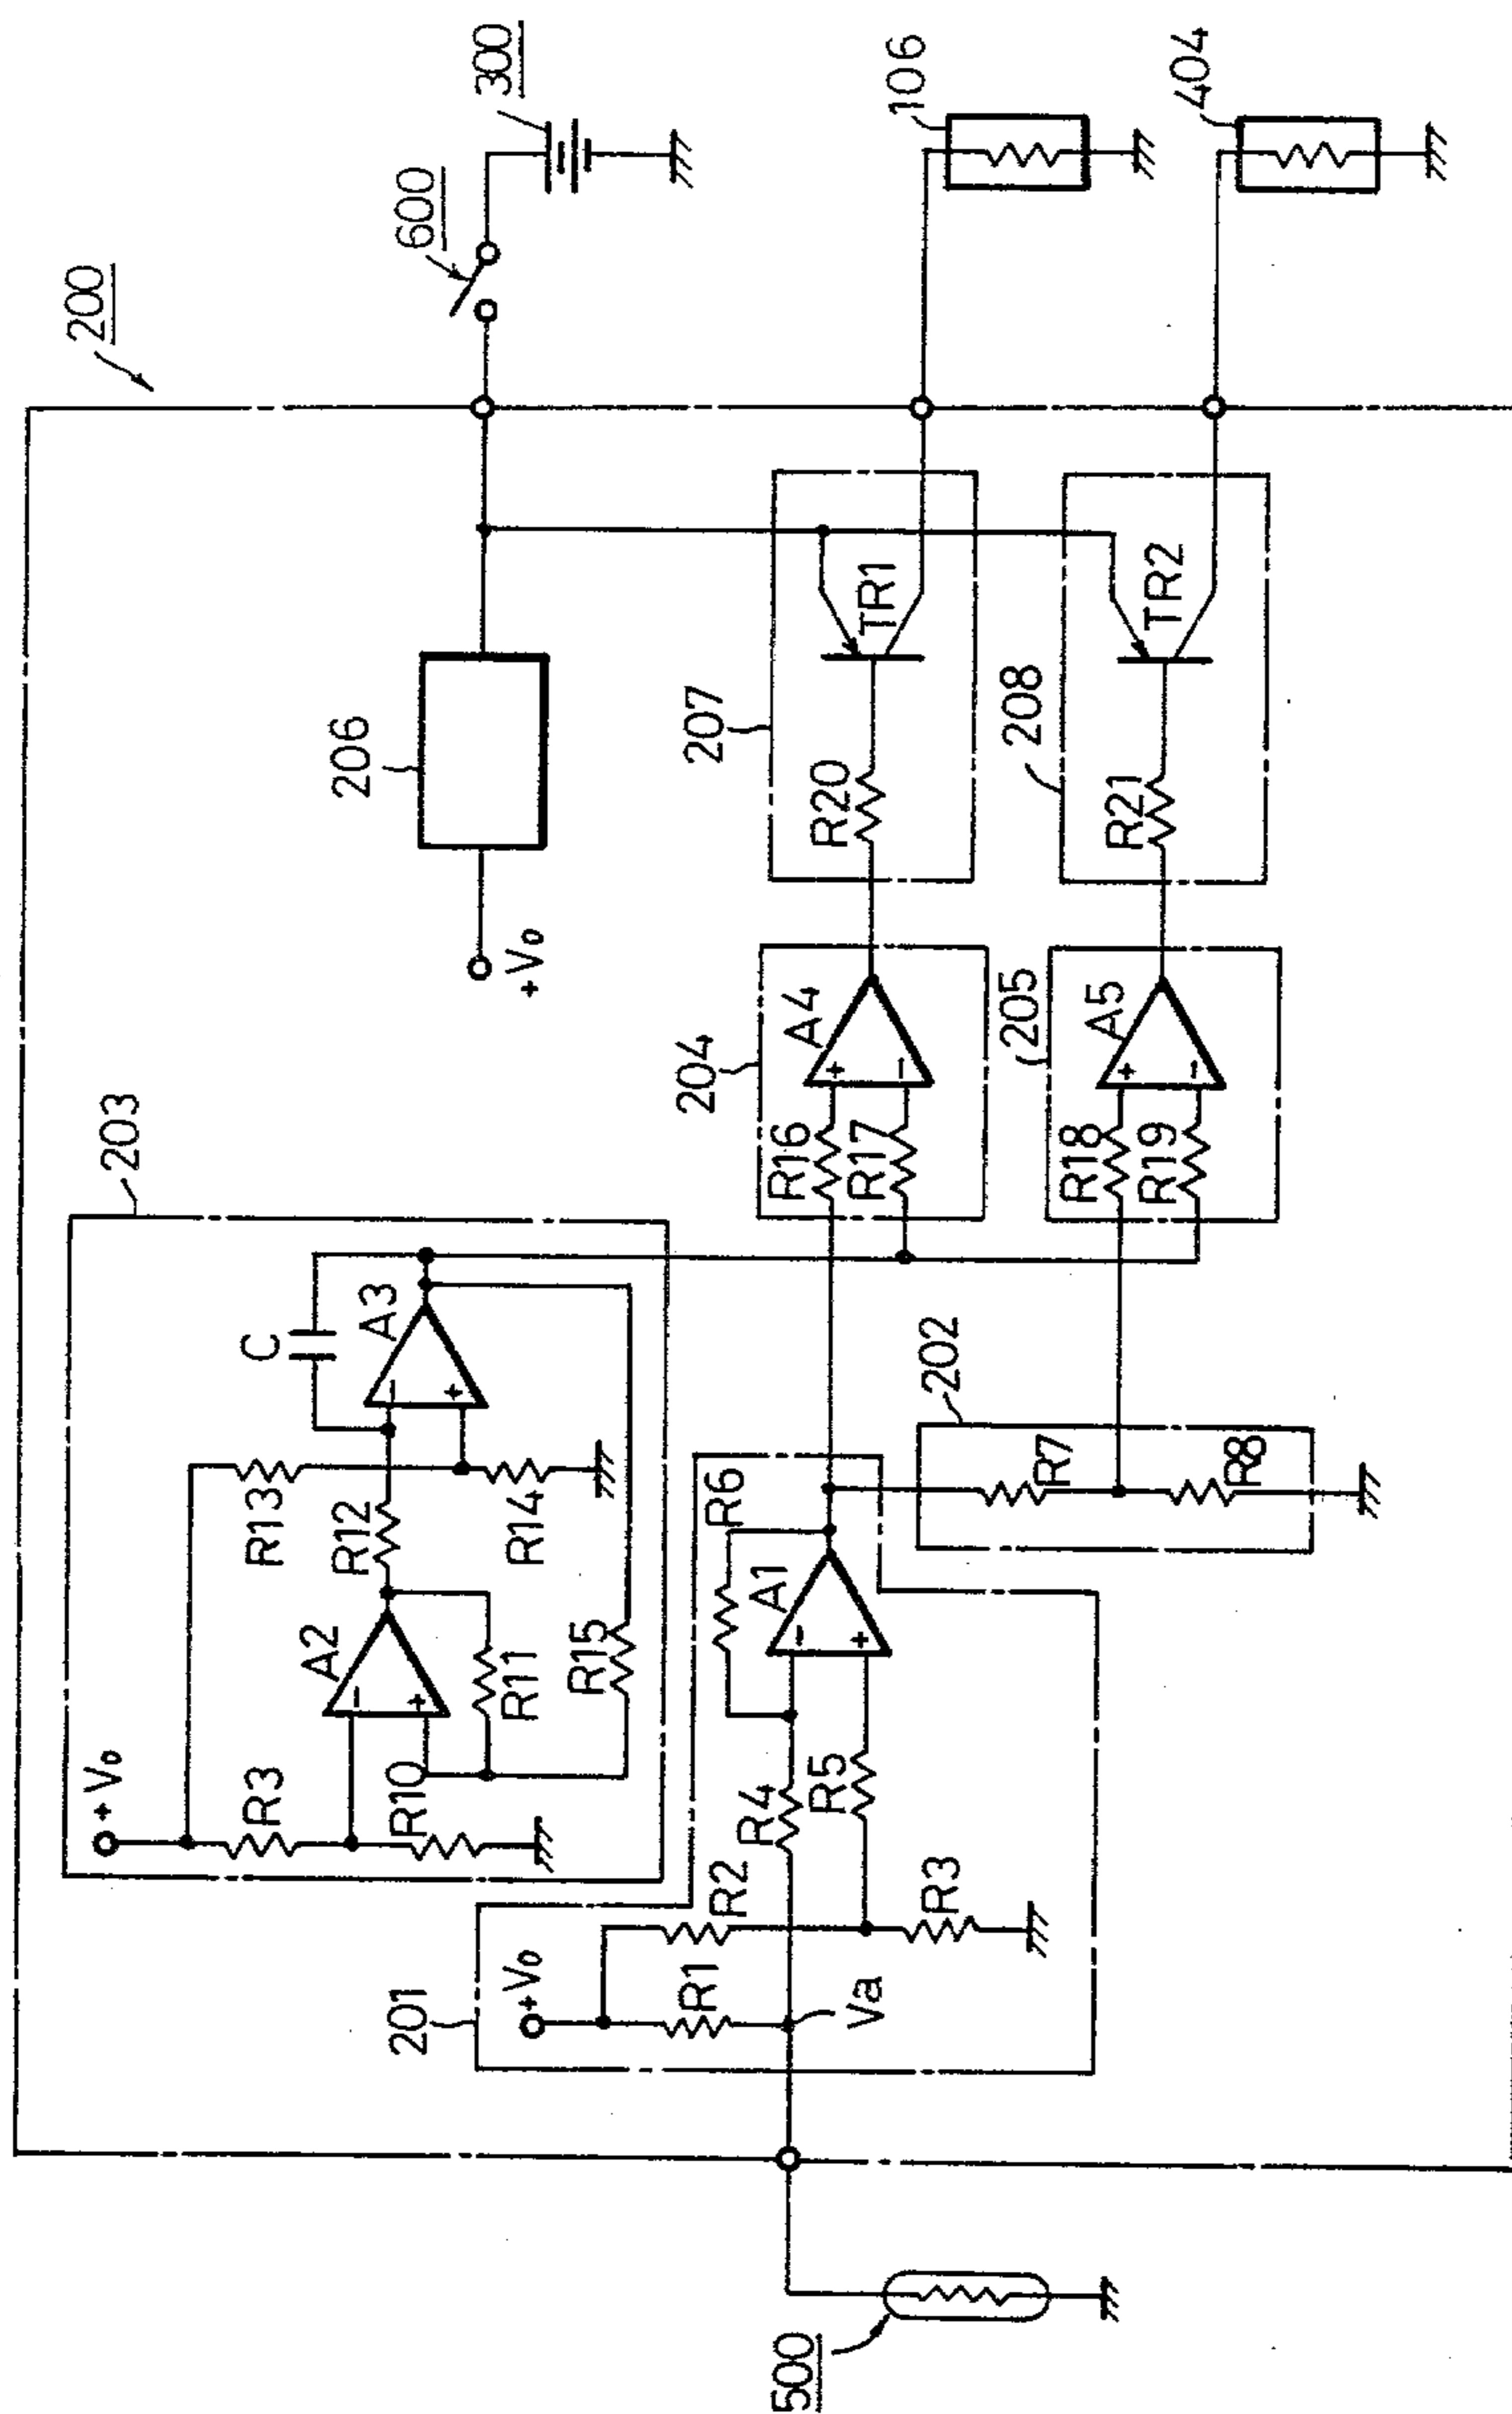 200
300
600
206
+V₀
203
+V₀
R3
R10
A2
R11
R12
R13
R14
R15
C
A3
201
+V₀
R1
R2
R3
Va
R4
R5
R6
A1
202
R7
R8
204
R16
R17
A4
205
R18
R19
A5
207
R20
TR1
208
R21
TR2
106
404
500